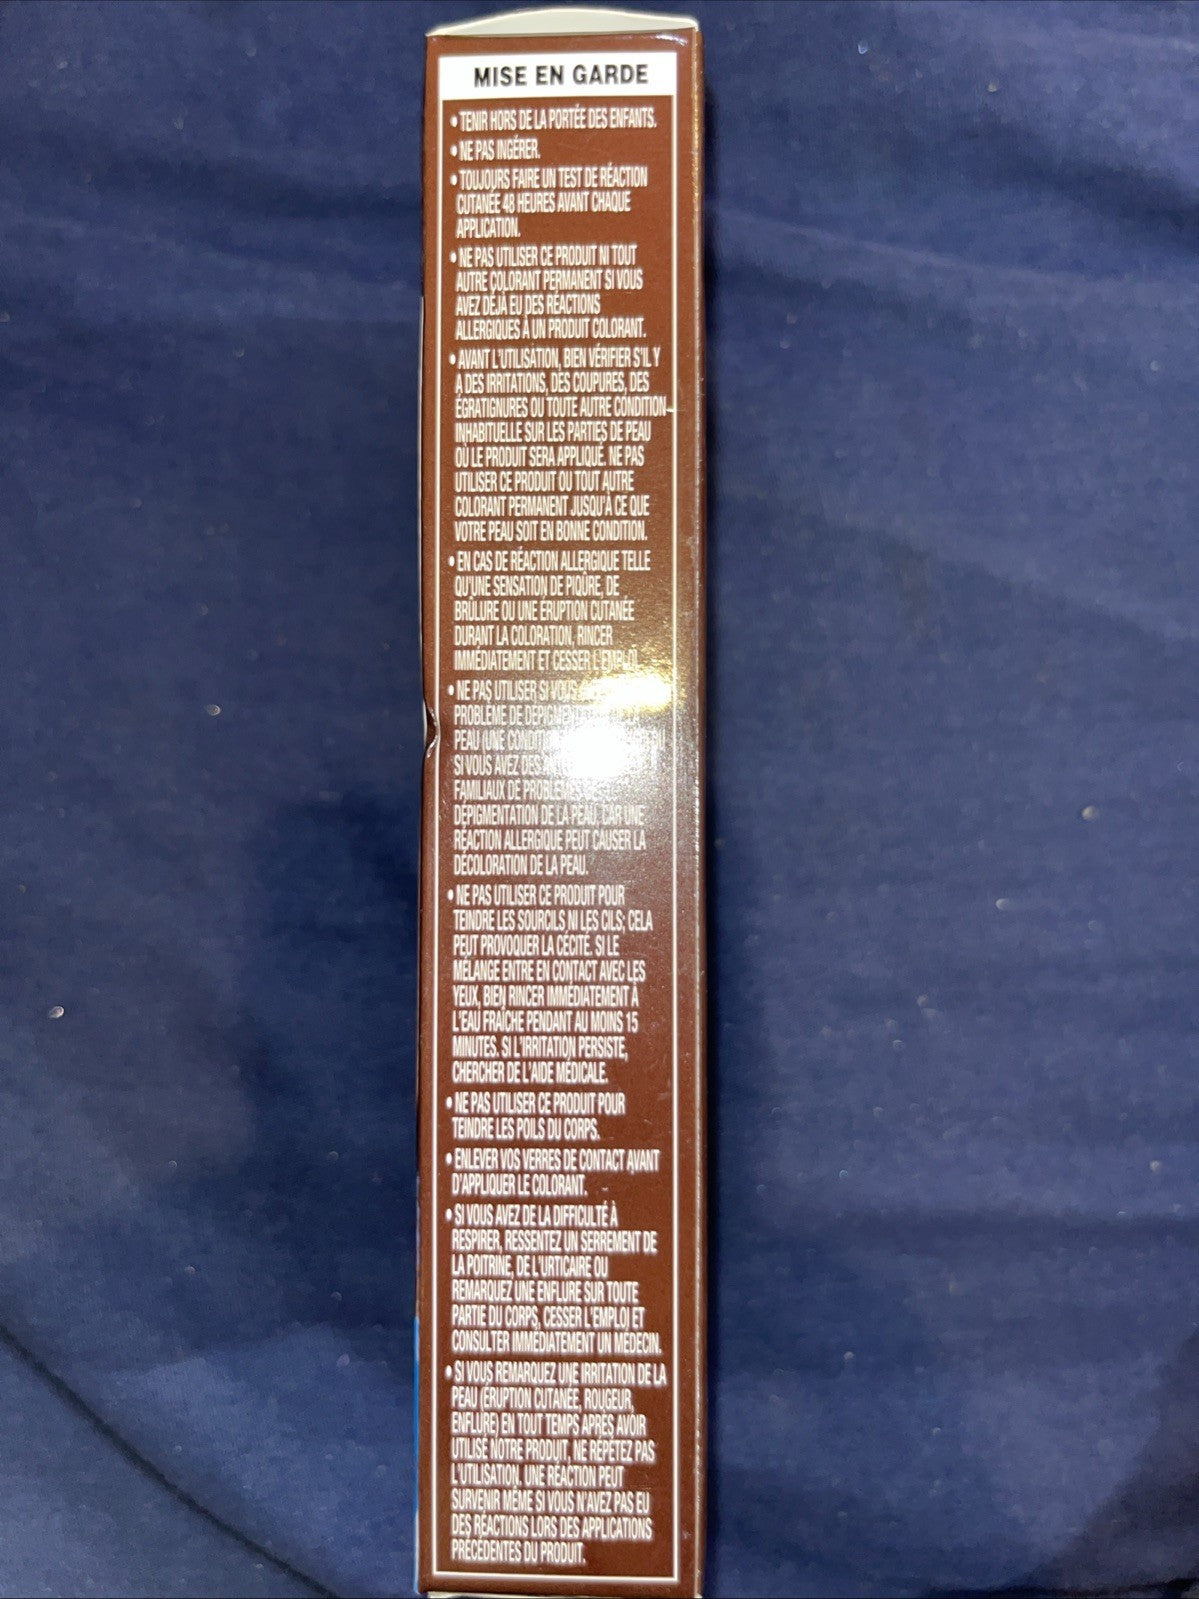 MISE EN GARDE
• TENIR HORS DE LA PORTÉE DES ENFANTS.
• NE PAS INGÉRER.
• TOUJOURS FAIRE UN TEST DE RÉACTION
CUTANÉE 48 HEURES AVANT CHAQUE
APPLICATION.
• NE PAS UTILISER CE PRODUIT NI TOUT
AUTRE COLORANT PERMANENT SI VOUS
AVEZ DÉJÀ EU DES RÉACTIONS
ALLERGIQUES À UN PRODUIT COLORANT.
• AVANT L'UTILISATION, BIEN VÉRIFIER S'IL Y
A DES IRRITATIONS, DES COUPURES, DES
ÉGRATIGNURES OU TOUTE AUTRE CONDITION
INHABITUELLE SUR LES PARTIES DE PEAU
OÙ LE PRODUIT SERA APPLIQUÉ. NE PAS
UTILISER CE PRODUIT OU TOUT AUTRE
COLORANT PERMANENT JUSQU'À CE QUE
VOTRE PEAU SOIT EN BONNE CONDITION.
• EN CAS DE RÉACTION ALLERGIQUE TELLE
QU'UNE SENSATION DE PIQÛRE, DE
BRÛLURE OU UNE ÉRUPTION CUTANÉE
DURANT LA COLORATION, RINCER
IMMÉDIATEMENT ET CESSER L'EMPLOI.
• NE PAS UTILISER SI VOUS
PROBLÈME DE
PEAU (UNE
SI VOUS AVEZ DES
FAMILIAUX DE
DÉPIGMENTATION DE LA PEAU, CAR UNE
RÉACTION ALLERGIQUE PEUT CAUSER LA
DÉCOLORATION DE LA PEAU.
• NE PAS UTILISER CE PRODUIT POUR
TEINDRE LES SOURCILS NI LES CILS; CELA
PEUT PROVOQUER LA CÉCITÉ. SI LE
MÉLANGE ENTRE EN CONTACT AVEC LES
YEUX, BIEN RINCER IMMÉDIATEMENT À
L'EAU FRAÎCHE PENDANT AU MOINS 15
MINUTES. SI L'IRRITATION PERSISTE,
CHERCHER DE L'AIDE MÉDICALE.
• NE PAS UTILISER CE PRODUIT POUR
TEINDRE LES POILS DU CORPS.
• ENLEVER VOS VERRES DE CONTACT AVANT
D'APPLIQUER LE COLORANT.
• SI VOUS AVEZ DE LA DIFFICULTÉ À
RESPIRER, RESSENTEZ UN SERREMENT DE
LA POITRINE, DE L'URTICAIRE OU
REMARQUEZ UNE ENFLURE SUR TOUTE
PARTIE DU CORPS, CESSER L'EMPLOI ET
CONSULTER IMMÉDIATEMENT UN MÉDECIN.
• SI VOUS REMARQUEZ UNE IRRITATION DE LA
PEAU (ÉRUPTION CUTANÉE, ROUGEUR,
ENFLURE) EN TOUT TEMPS APRÈS AVOIR
UTILISÉ NOTRE PRODUIT, NE RÉPÉTEZ PAS
L'UTILISATION. UNE RÉACTION PEUT
SURVENIR MÊME SI VOUS N'AVEZ PAS EU
DES RÉACTIONS LORS DES APPLICATIONS
PRÉCÉDENTES DU PRODUIT.